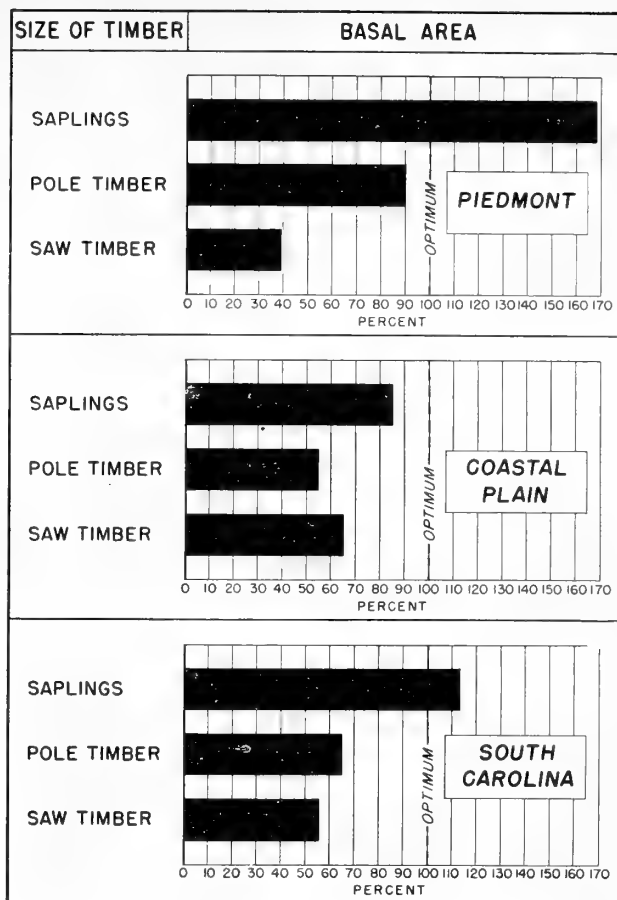 SIZE OF TIMBER BASAL AREA
SAPLINGS
POLE TIMBER
SAW TIMBER
OPTIMUM
PIEDMONT
0 10 20 30 40 50 60 70 80 90 100 110 120 130 140 150 160 170
PERCENT
SAPLINGS
POLE TIMBER
SAW TIMBER
OPTIMUM
COASTAL
PLAIN
0 10 20 30 40 50 60 70 80 90 100 110 120 130 140 150 160 170
PERCENT
SAPLINGS
POLE TIMBER
SAW TIMBER
OPTIMUM
SOUTH
CAROLINA
0 10 20 30 40 50 60 70 80 90 100 110 120 130 140 150 160 170
PERCENT